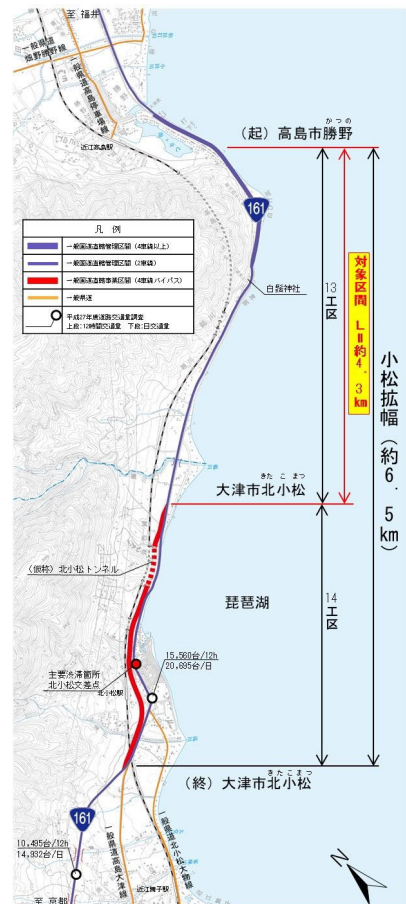 至 福井
一般県道
畑野勝野線
一般県道高島停車場線
近江高島駅
かつの
(起)高島市勝野
161
凡 例
一般国道直轄管理区間(4車線以上)
一般国道直轄管理区間(2車線)
一般国道直轄事業区間(4車線バイパス)
一般県道
平成27年度道路交通量調査
上段:12時間交通量 下段:日交通量
白鬚神社
13工区
対象区間 L=約4.3km
小松拡幅(約6.5km)
きたこまつ
大津市北小松
(仮称)北小松トンネル
琵琶湖
14工区
15,560台/12h
20,695台/日
主要渋滞箇所
北小松交差点
北小松駅
きたこまつ
(終)大津市北小松
161
10,495台/12h
14,932台/日
一般県道高島大津線
一般県道北小松大物線
近江舞子駅
至 京都
N